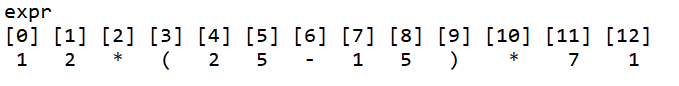 expr
[0] [1] [2] [3] [4] [5] [6] [7] [8] [9] [10] [11] [12]
1 2 * ( 2 5 - 1 5 ) * 7 1